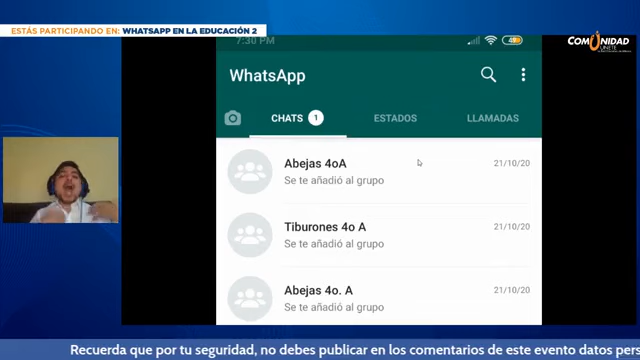 ESTÁS PARTICIPANDO EN: WHATSAPP EN LA EDUCACIÓN 2
7:30 PM
COMUNIDAD
ÚNETE
WhatsApp
CHATS 1 ESTADOS LLAMADAS
Abejas 4oA 21/10/20
Se te añadió al grupo
Tiburones 4o A 21/10/20
Se te añadió al grupo
Abejas 4o. A 21/10/20
Se te añadió al grupo
Recuerda que por tu seguridad, no debes publicar en los comentarios de este evento datos pers